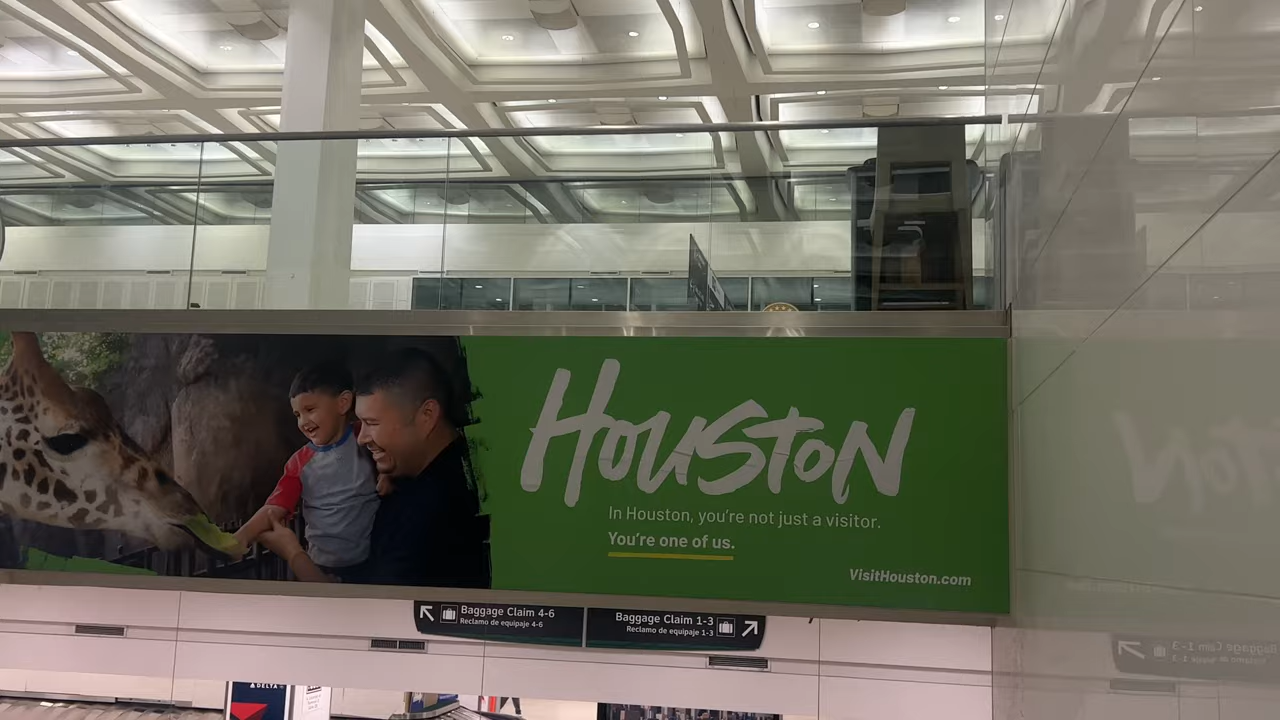 HOUSTON
In Houston, you're not just a visitor.
You're one of us.
VisitHouston.com
Baggage Claim 4-6
Reclamo de equipaje 4-6
Baggage Claim 1-3
Reclamo de equipaje 1-3
DELTA